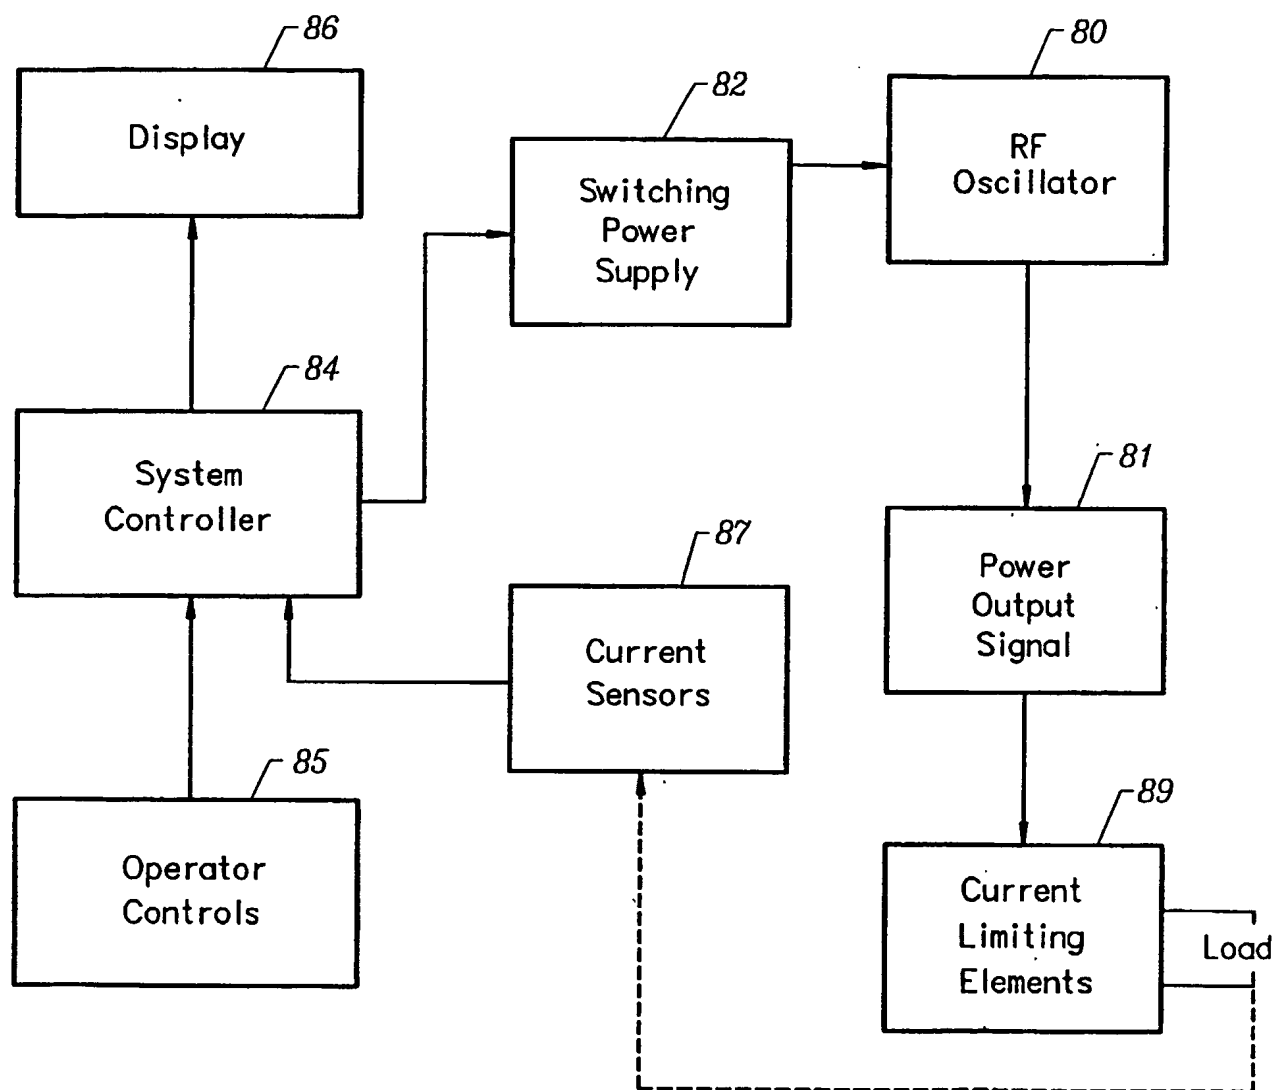 86
Display
82
Switching
Power
Supply
80
RF
Oscillator
84
System
Controller
87
Current
Sensors
81
Power
Output
Signal
85
Operator
Controls
89
Current
Limiting
Elements
Load